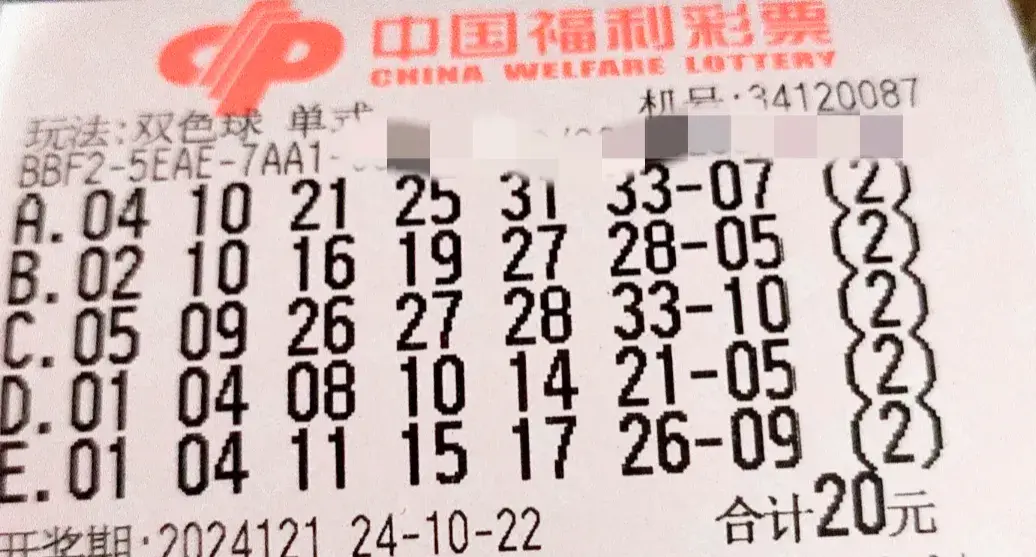 中国福利彩票
CHINA WELFARE LOTTERY
机号:34120087
玩法:双色球 单式
BBF2-5EAE-7AA1-
A.04 10 21 25 31 33-07 (2)
B.02 10 16 19 27 28-05 (2)
C.05 09 26 27 28 33-10 (2)
D.01 04 08 10 14 21-05 (2)
E.01 04 11 15 17 26-09 (2)
开奖期:2024121 24-10-22 合计20元